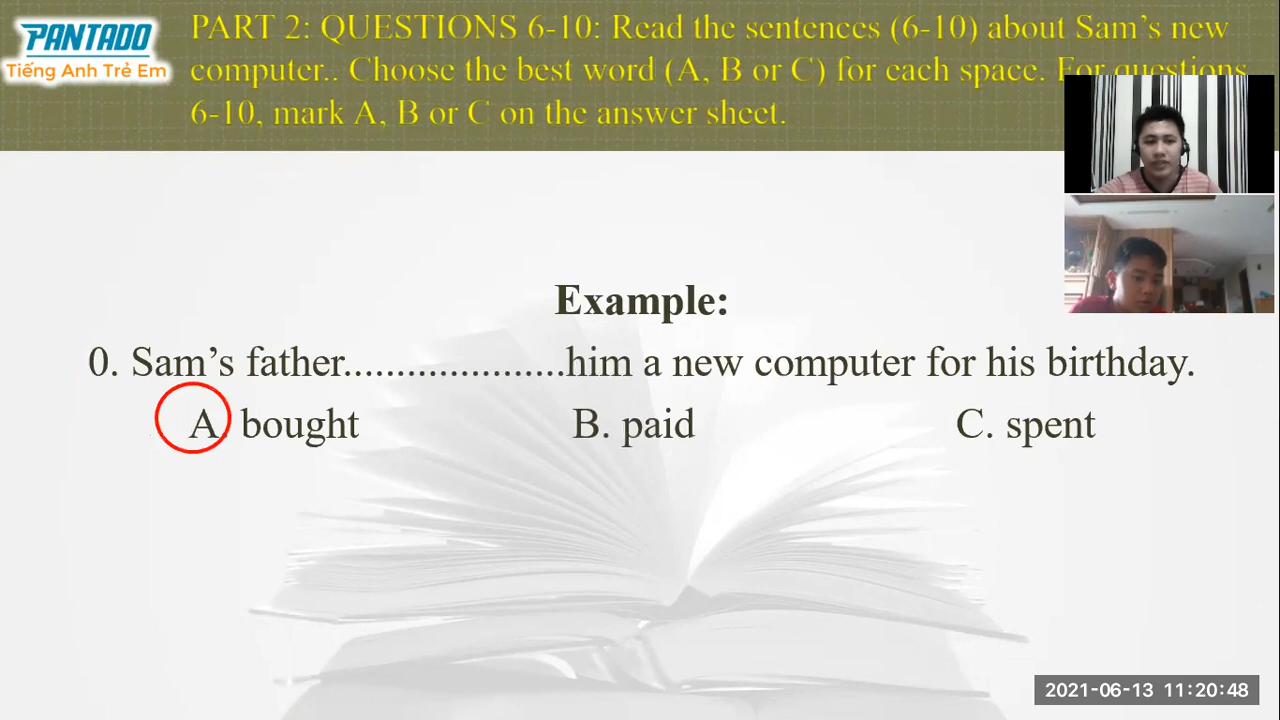 PANTADO
Tiếng Anh Trẻ Em
PART 2: QUESTIONS 6-10: Read the sentences (6-10) about Sam’s new
computer.. Choose the best word (A, B or C) for each space. For questions
6-10, mark A, B or C on the answer sheet.
Example:
0. Sam’s father.....................him a new computer for his birthday.
A. bought B. paid C. spent
2021-06-13 11:20:48